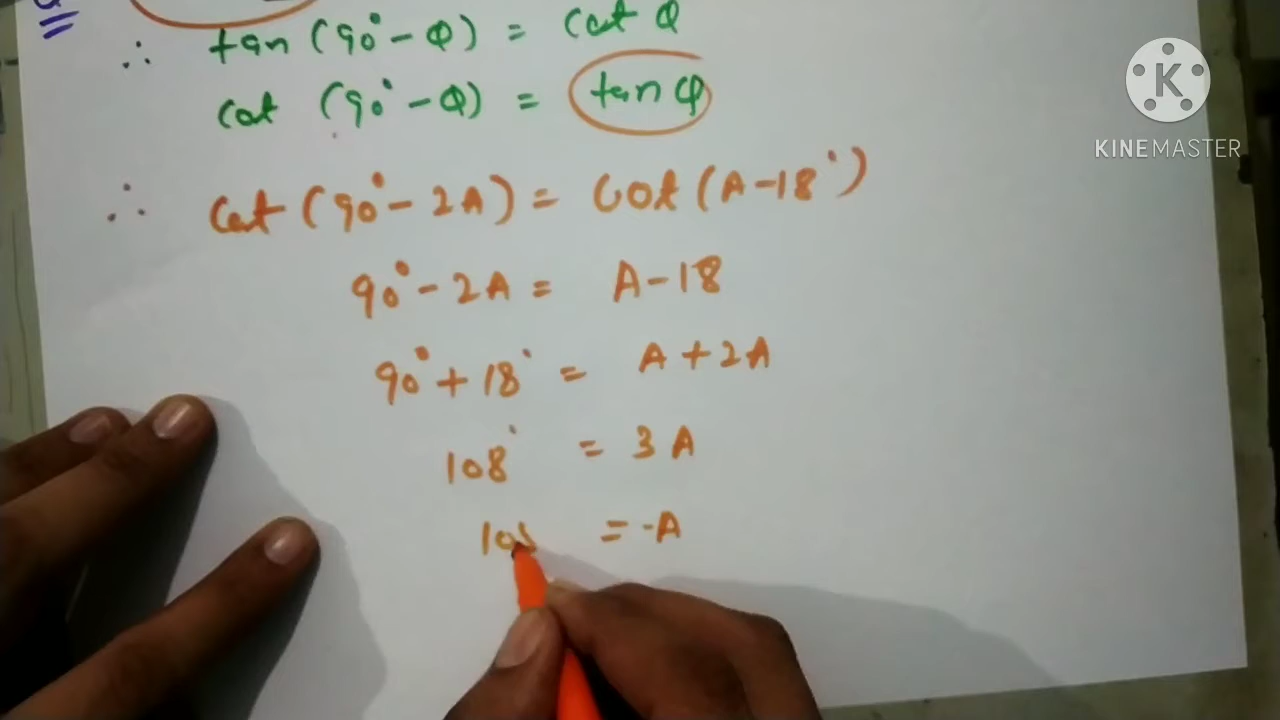 ∴ tan (90° - Q) = Cot Q
Cot (90° - Q) = tan Q
∴ Cot (90° - 2A) = Cot (A - 18°)
90° - 2A = A - 18
90° + 18° = A + 2A
108° = 3A
108 = -A
K
KINEMASTER